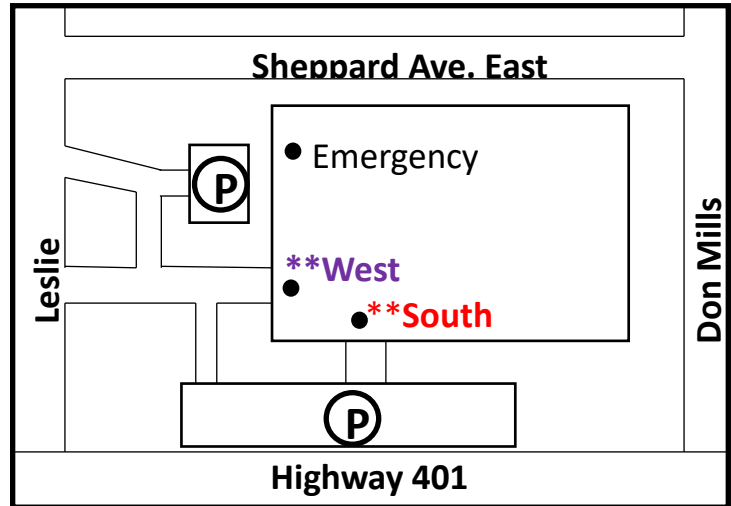 Sheppard Ave. East
P
Emergency
**West
**South
Leslie
Don Mills
P
Highway 401